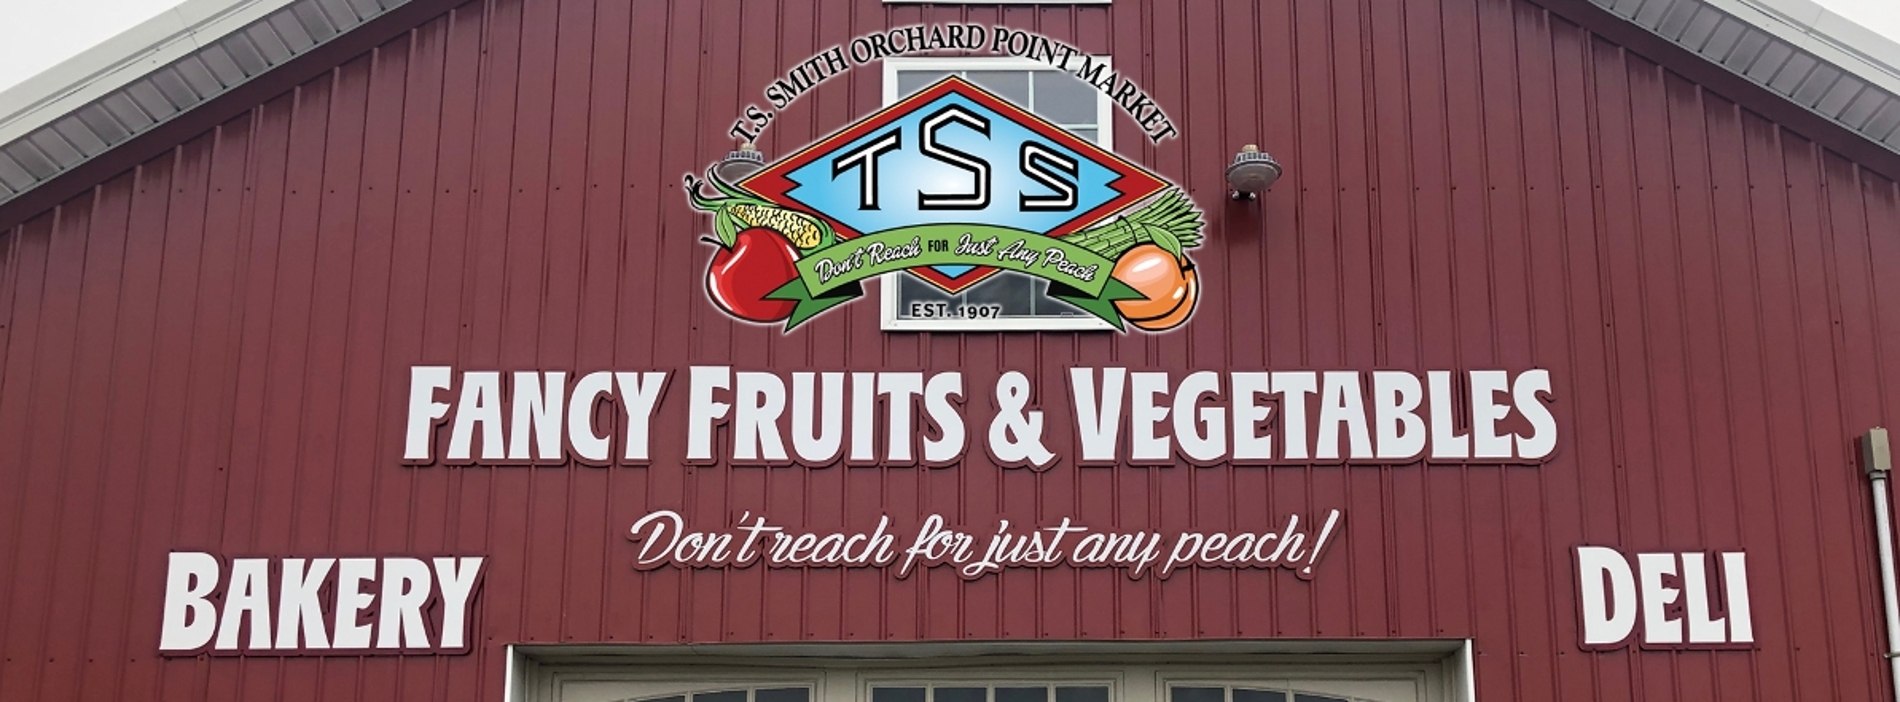 T.S. SMITH ORCHARD POINT MARKET
TSS
Don't Reach FOR Just Any Peach
EST. 1907
FANCY FRUITS & VEGETABLES
Don't reach for just any peach!
BAKERY
DELI